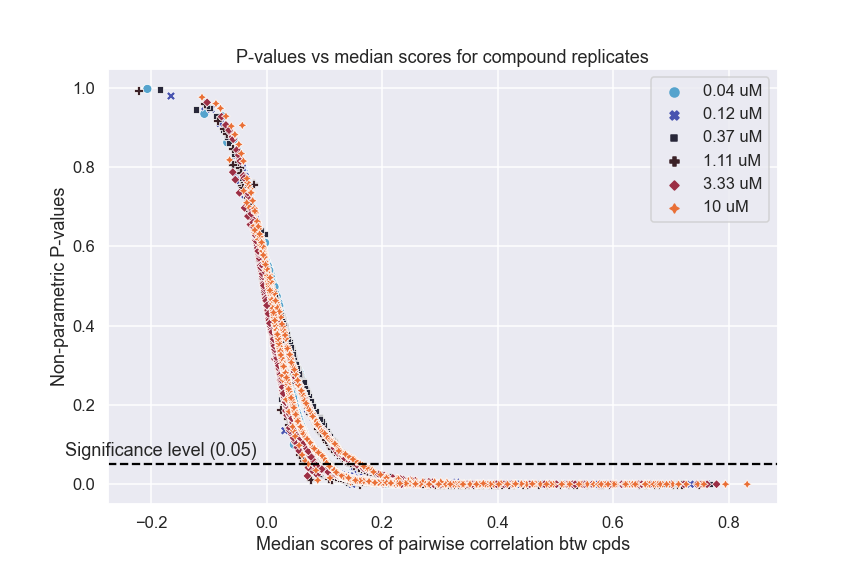 P-values vs median scores for compound replicates
1.0
0.8
0.6
0.4
0.2
0.0
Non-parametric P-values
0.04 uM
0.12 uM
0.37 uM
1.11 uM
3.33 uM
10 uM
Significance level (0.05)
−0.2
0.0
0.2
0.4
0.6
0.8
Median scores of pairwise correlation btw cpds